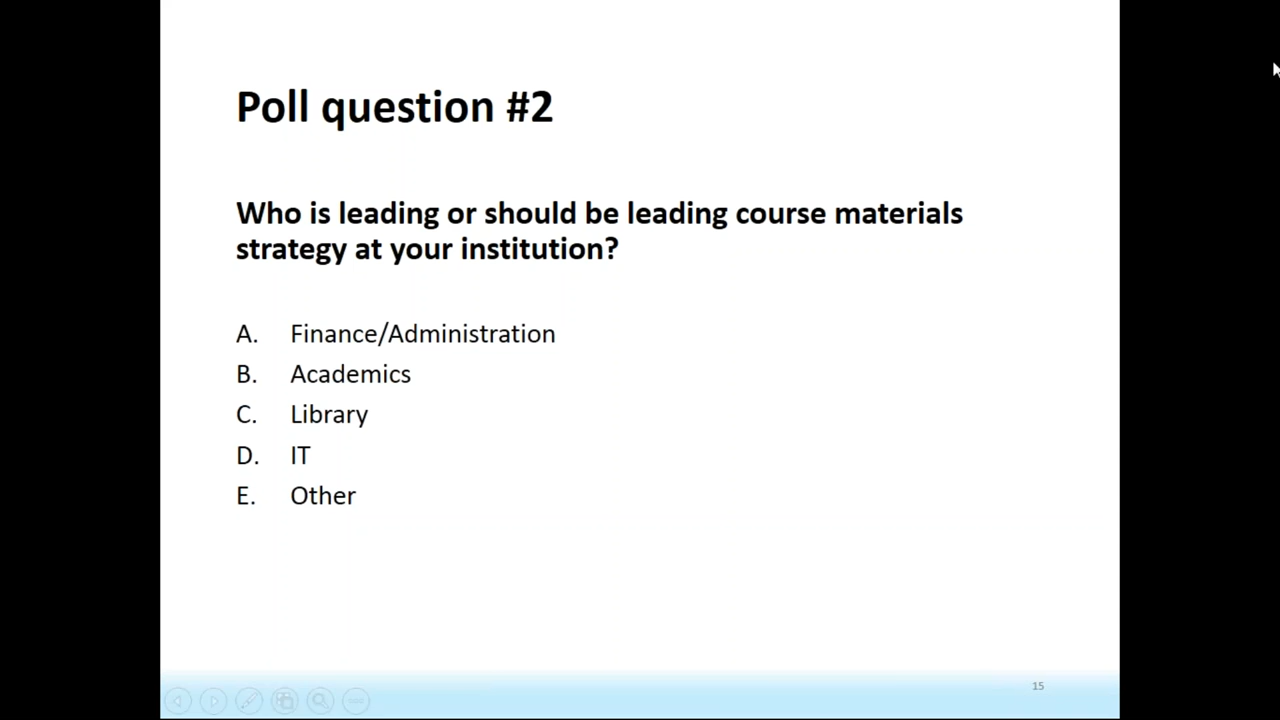 Poll question #2
Who is leading or should be leading course materials
strategy at your institution?
A. Finance/Administration
B. Academics
C. Library
D. IT
E. Other
15